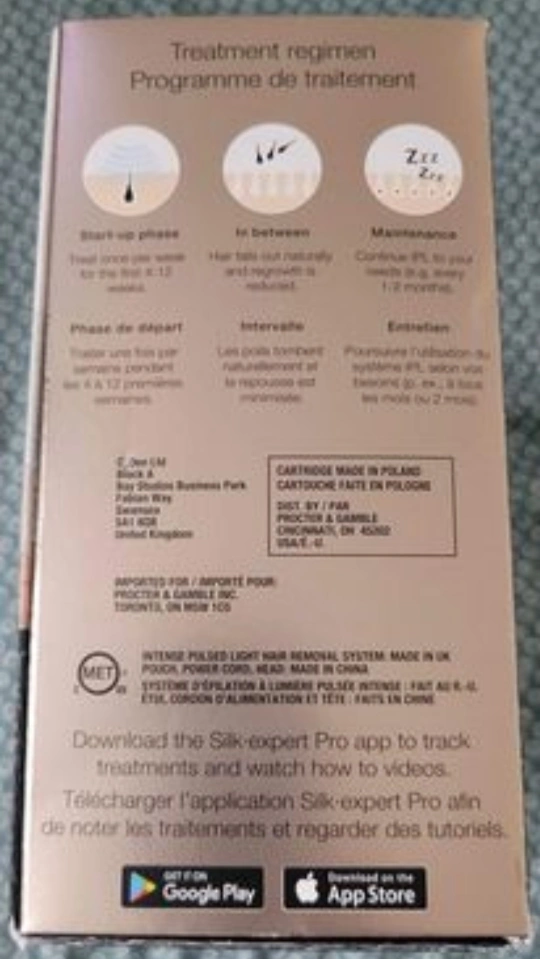 Treatment regimen
Programme de traitement
Zzz
Zzz
Start-up phase
Treat once per week
for the first 4-12
weeks.
In between
Hair falls out naturally
and regrowth is
reduced.
Maintenance
Continue IPL to your
needs (e.g. every
1-2 months).
Phase de départ
Traiter une fois par
semaine pendant
les 4 à 12 premières
semaines.
Intervalle
Les poils tombent
naturellement et
la repousse est
minimisée.
Entretien
Poursuivre l'utilisation du
système IPL selon vos
besoins (p. ex., à tous
les mois ou 2 mois).
Ltd
Block A
Bay Studios Business Park
Fabian Way
Swansea
SA1 8QB
United Kingdom
CARTRIDGE MADE IN POLAND
CARTOUCHE FAITE EN POLOGNE
DIST. BY / PAR
PROCTER & GAMBLE
CINCINNATI, OH 45202
USA/É.-U.
IMPORTED FOR / IMPORTÉ POUR:
PROCTER & GAMBLE INC.
TORONTO, ON M5W 1C5
MET
INTENSE PULSED LIGHT HAIR REMOVAL SYSTEM: MADE IN UK
POUCH, POWER CORD, HEAD: MADE IN CHINA
SYSTÈME D'ÉPILATION À LUMIÈRE PULSÉE INTENSE : FAIT AU R.-U.
ÉTUI, CORDON D'ALIMENTATION ET TÊTE : FAITS EN CHINE
Download the Silk·expert Pro app to track
treatments and watch how to videos.
Télécharger l'application Silk·expert Pro afin
de noter les traitements et regarder des tutoriels.
GET IT ON
Google Play
Download on the
App Store